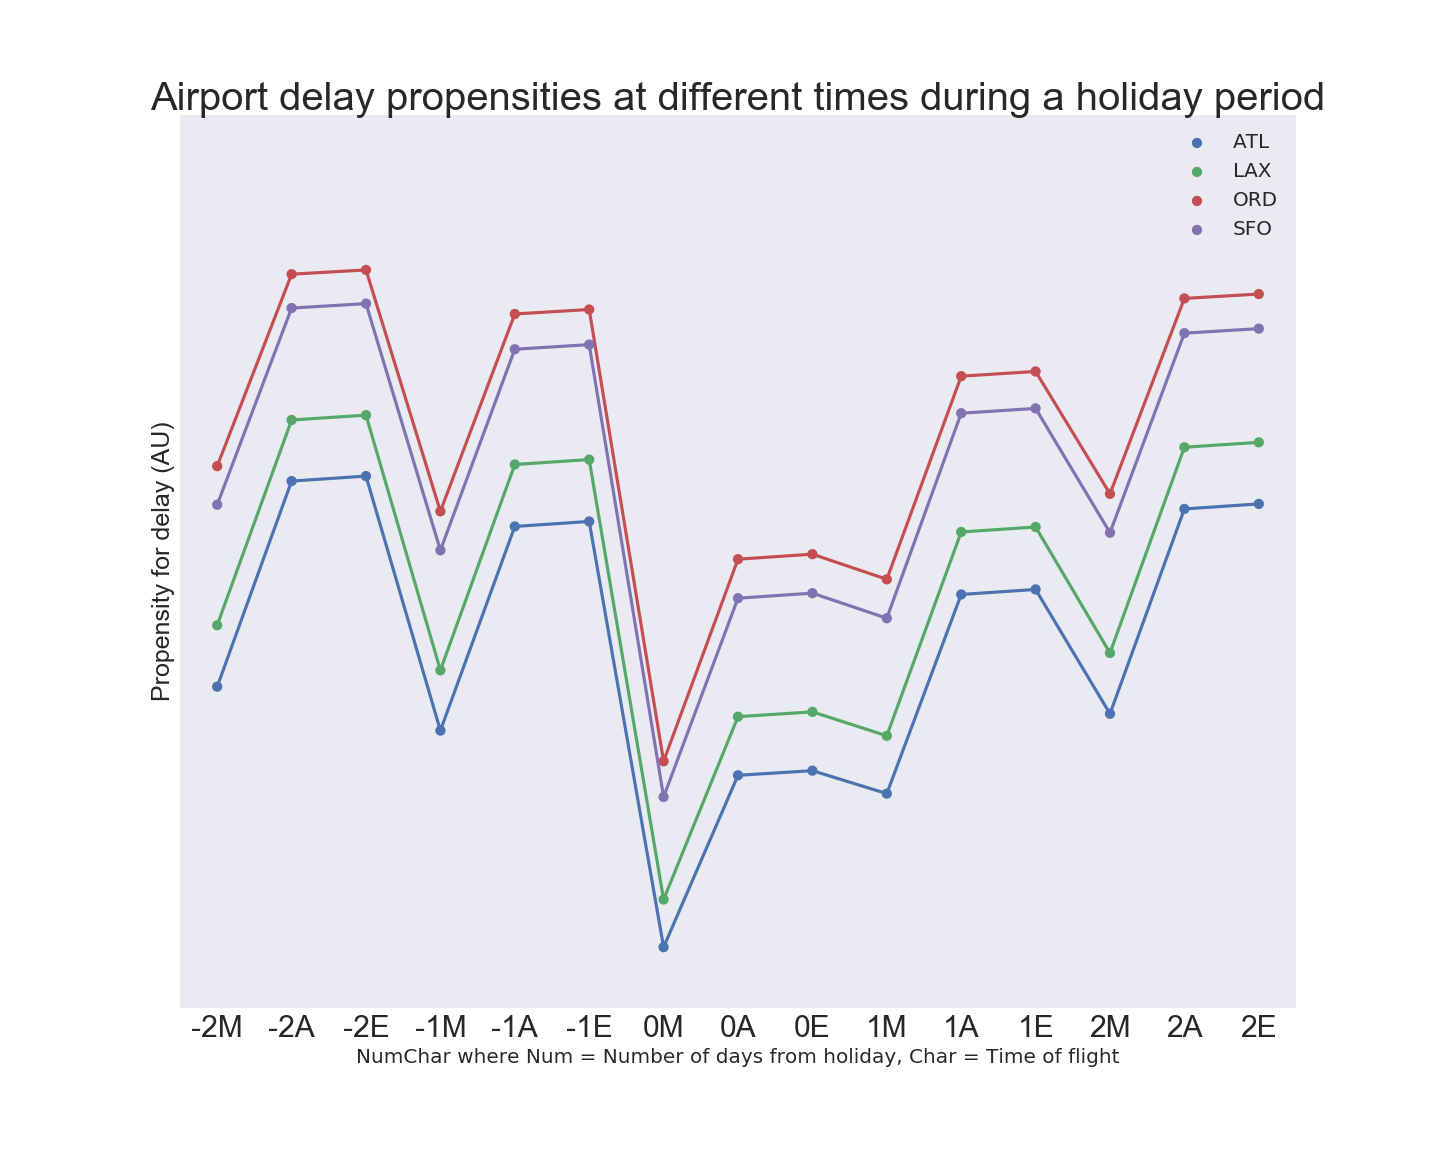 Airport delay propensities at different times during a holiday period
ATL
LAX
ORD
SFO
Propensity for delay (AU)
-2M -2A -2E -1M -1A -1E 0M 0A 0E 1M 1A 1E 2M 2A 2E
NumChar where Num = Number of days from holiday, Char = Time of flight